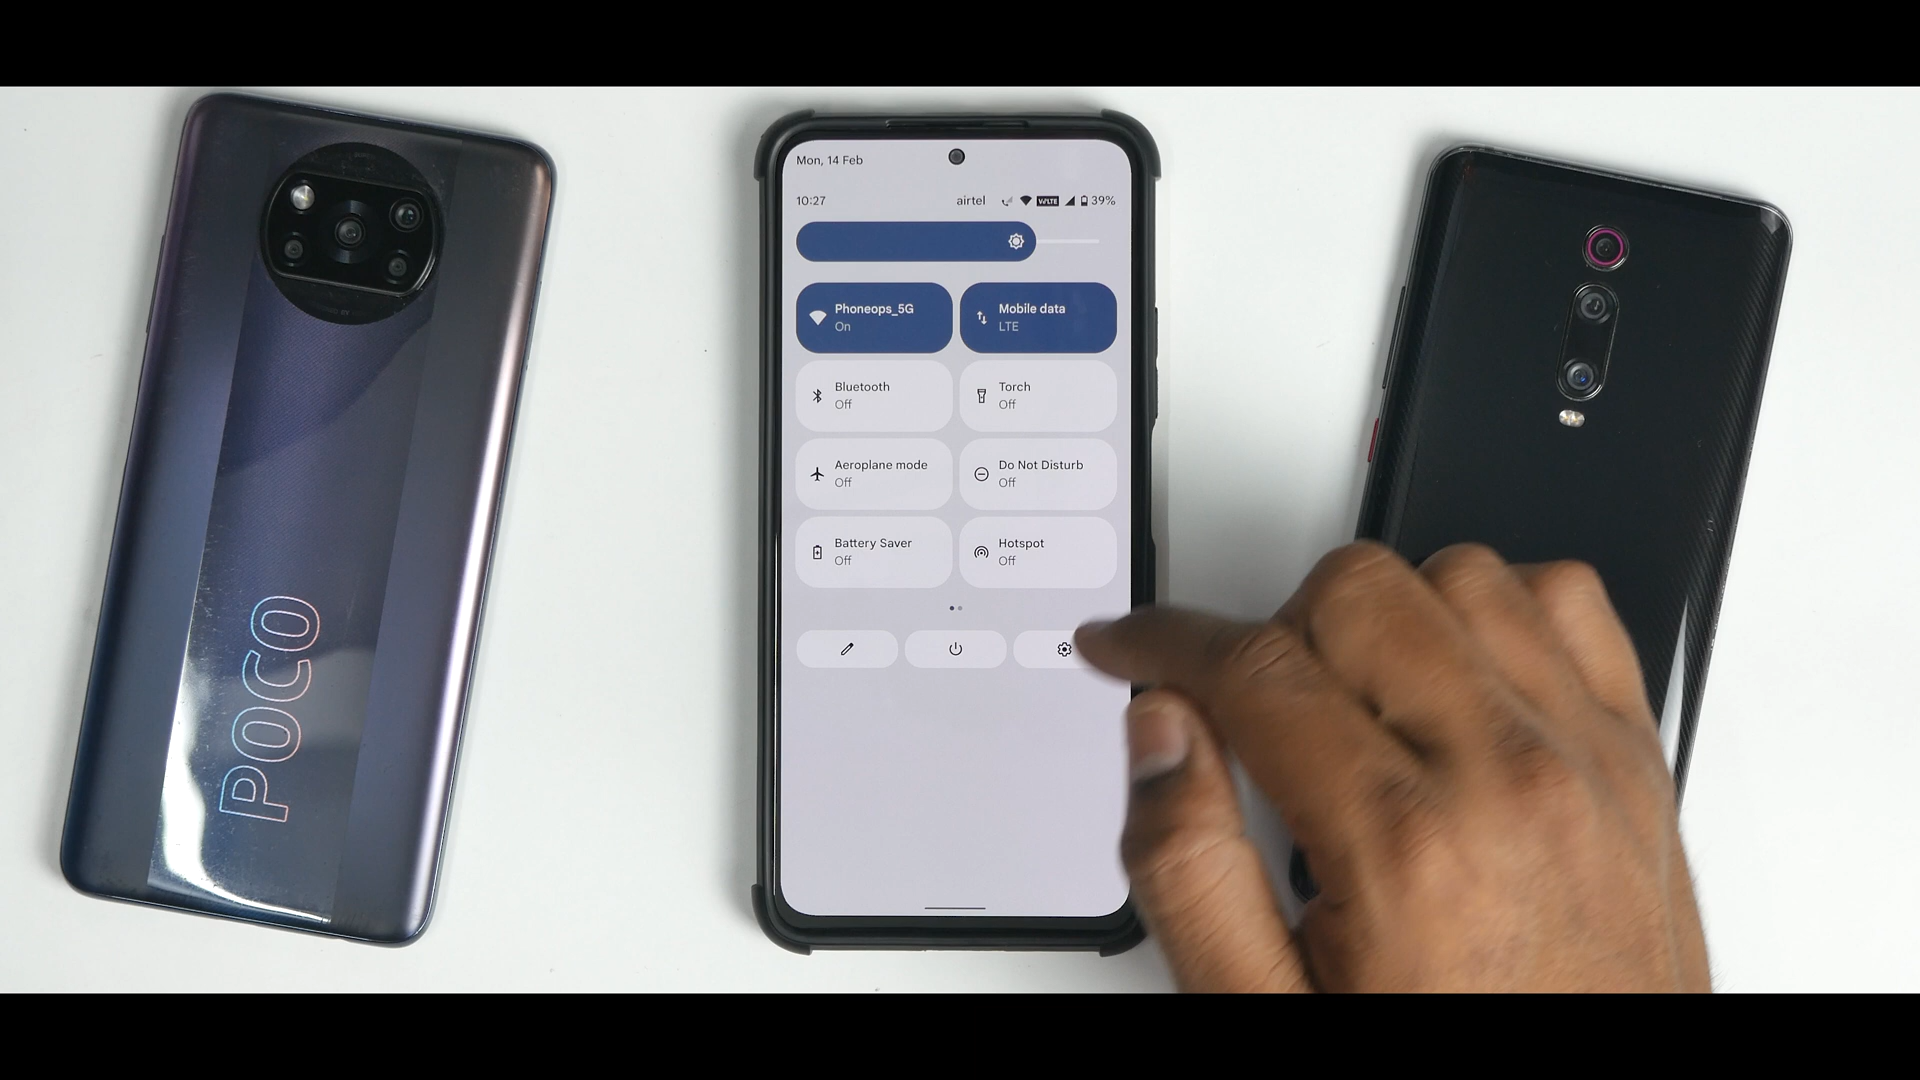 Mon, 14 Feb
10:27 airtel VoLTE 39%
Phoneops_5G
On
Mobile data
LTE
Bluetooth
Off
Torch
Off
Aeroplane mode
Off
Do Not Disturb
Off
Battery Saver
Off
Hotspot
Off
POCO